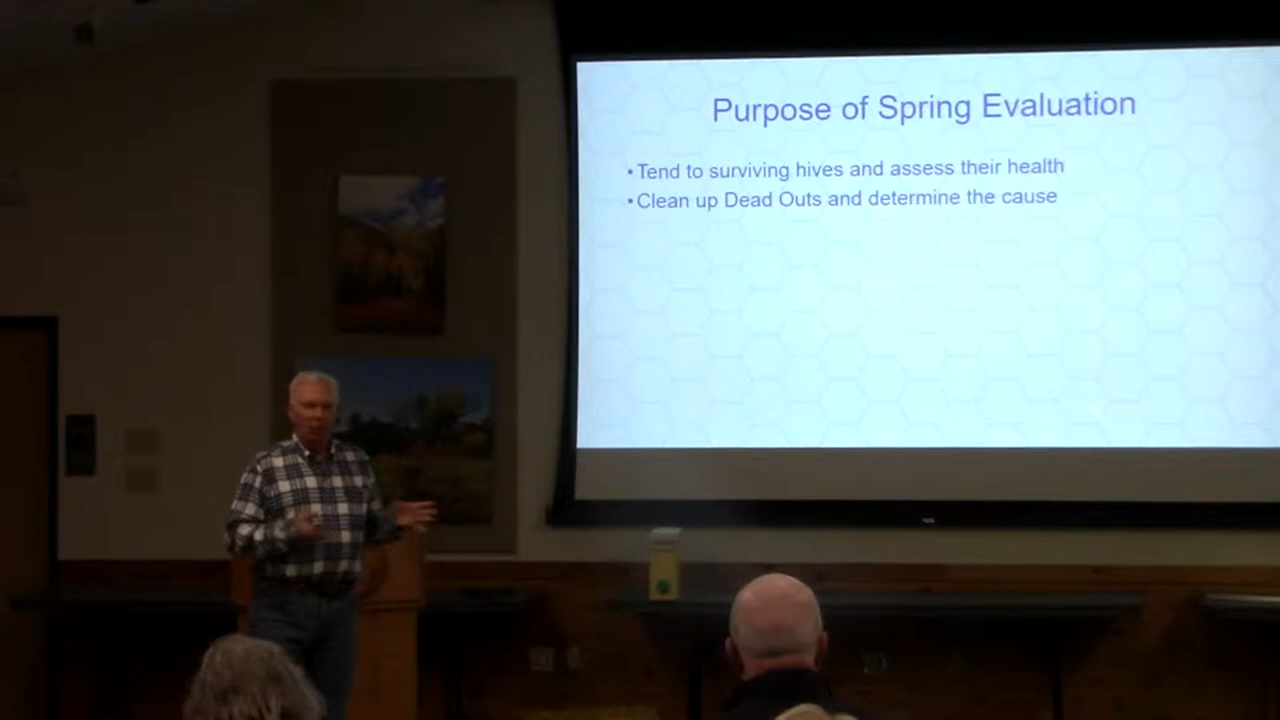 Purpose of Spring Evaluation
• Tend to surviving hives and assess their health
• Clean up Dead Outs and determine the cause